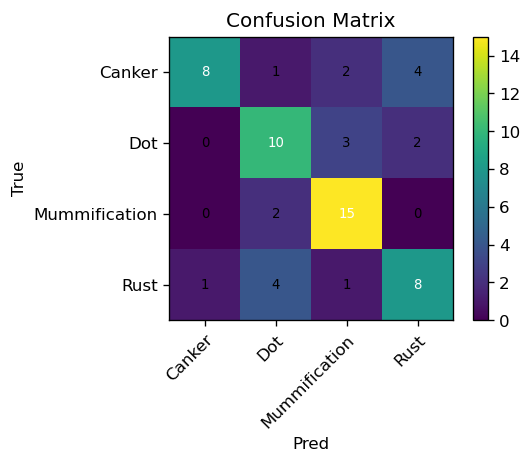 Confusion Matrix
True
Canker 8 1 2 4
Dot 0 10 3 2
Mummification 0 2 15 0
Rust 1 4 1 8
Canker Dot Mummification Rust
Pred
14
12
10
8
6
4
2
0